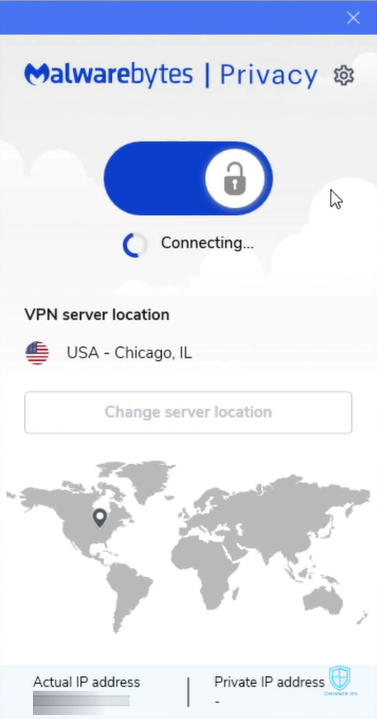 Malwarebytes | Privacy
Connecting...
VPN server location
USA - Chicago, IL
Change server location
Actual IP address
Private IP address
-